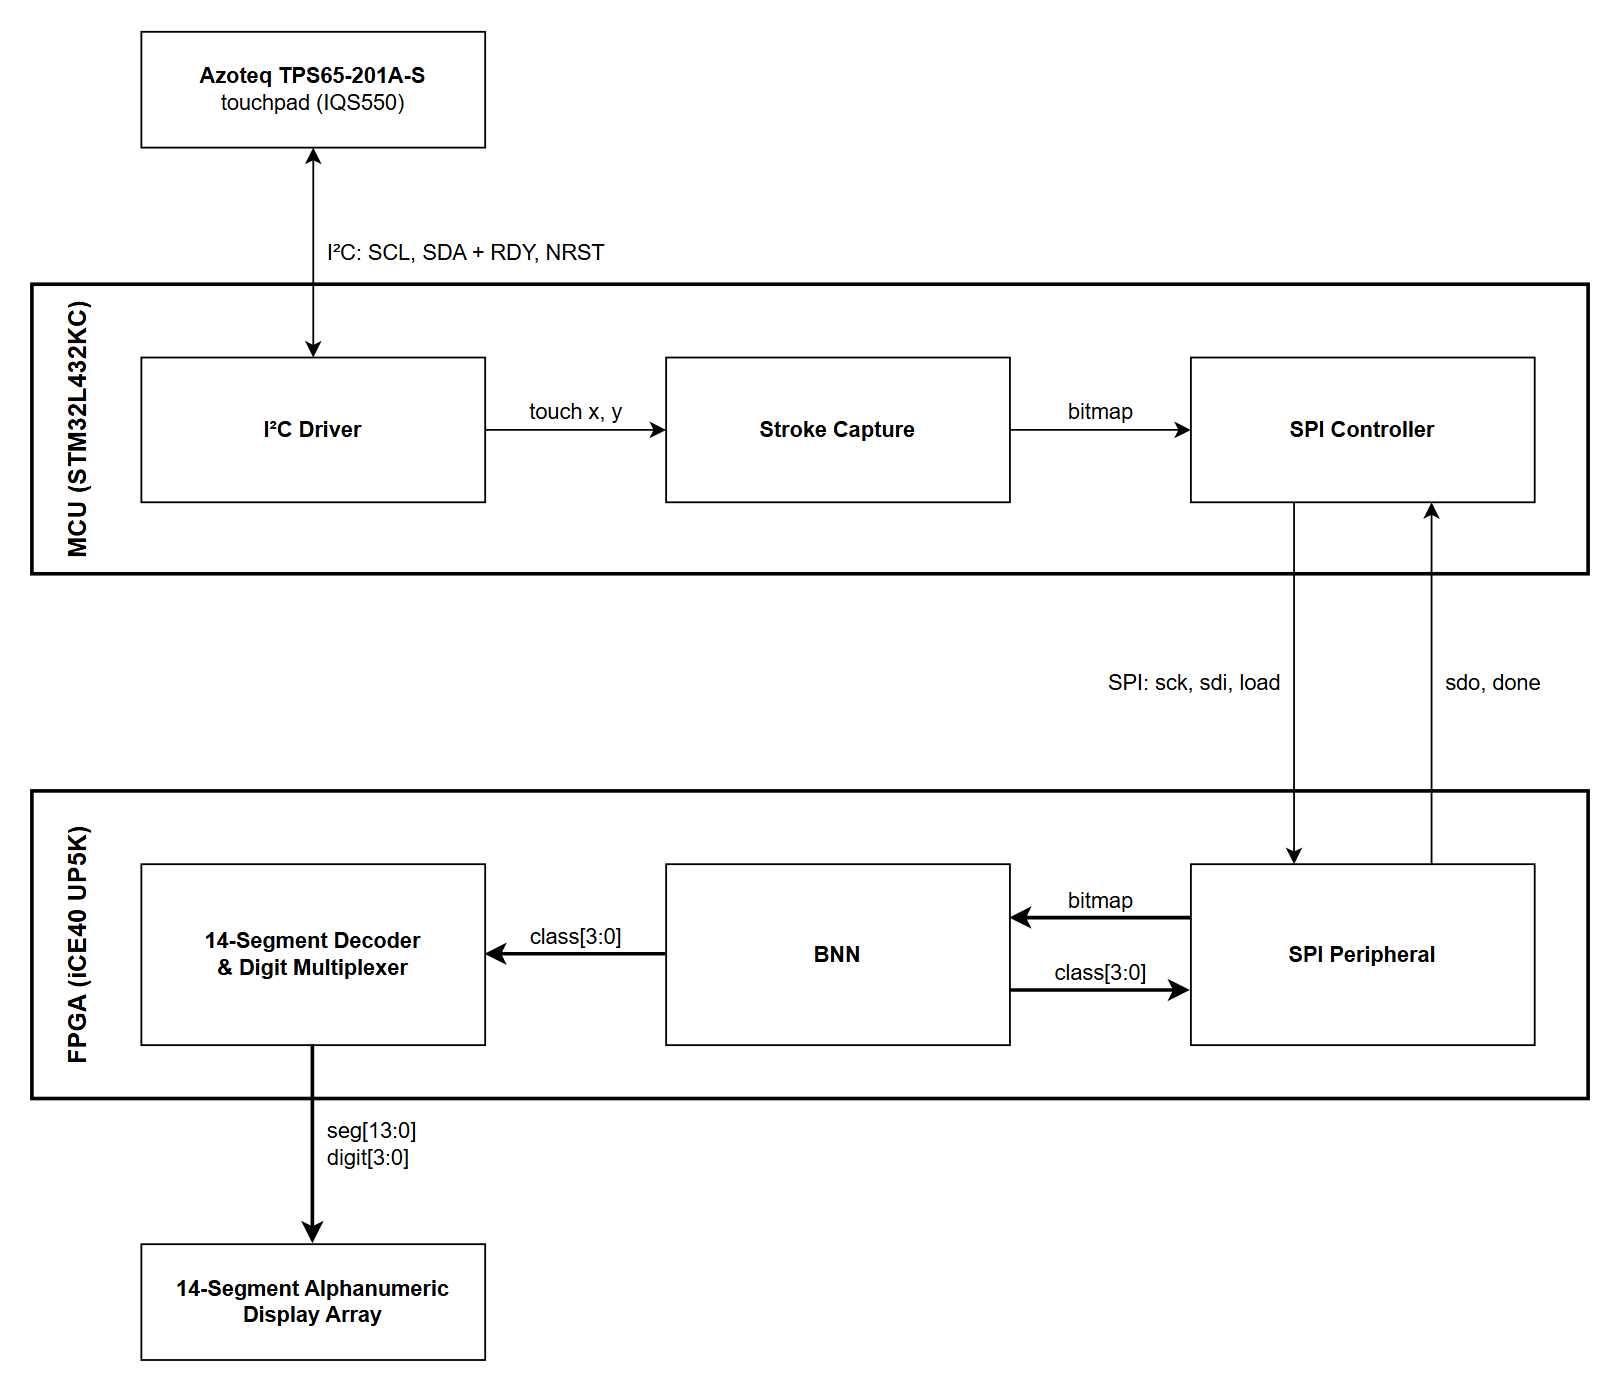 Azoteq TPS65-201A-S
touchpad (IQS550)
I²C: SCL, SDA + RDY, NRST
MCU (STM32L432KC)
I²C Driver
touch x, y
Stroke Capture
bitmap
SPI Controller
SPI: sck, sdi, load
sdo, done
FPGA (iCE40 UP5K)
14-Segment Decoder
& Digit Multiplexer
class[3:0]
BNN
bitmap
class[3:0]
SPI Peripheral
seg[13:0]
digit[3:0]
14-Segment Alphanumeric
Display Array